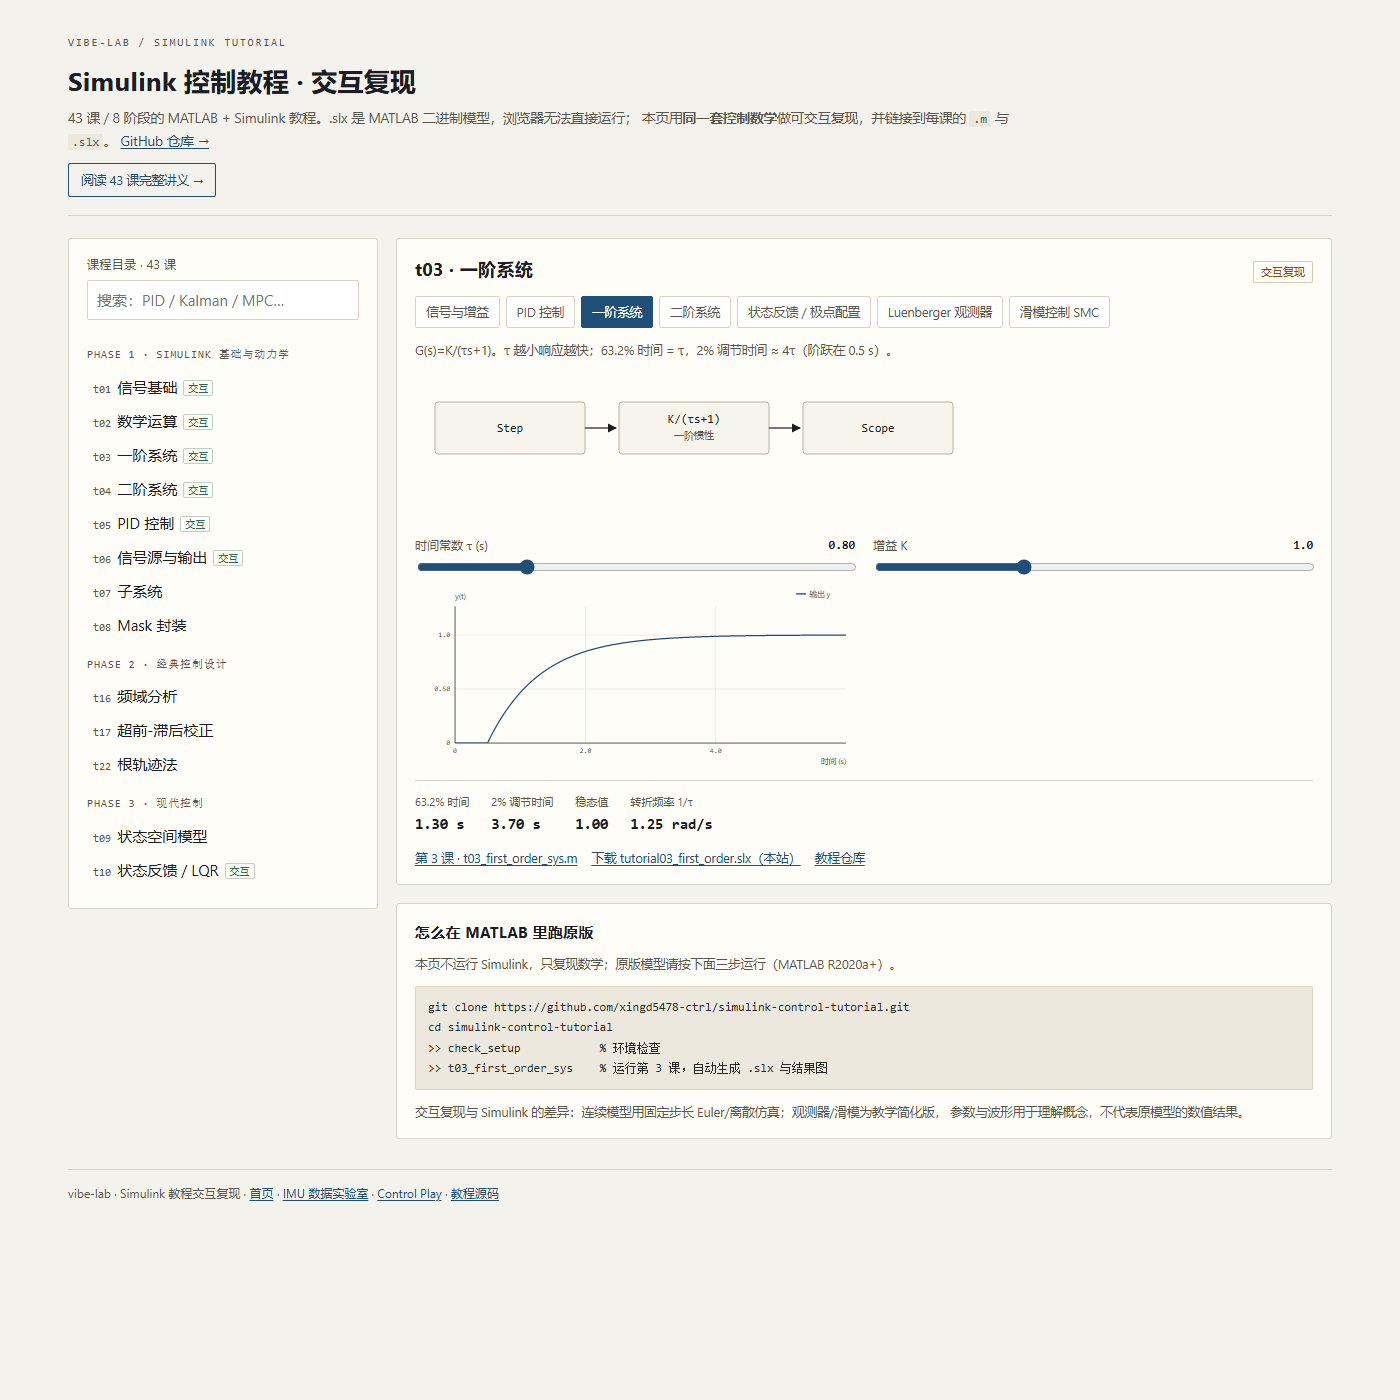 VIBE-LAB / SIMULINK TUTORIAL
Simulink 控制教程 · 交互复现
43 课 / 8 阶段的 MATLAB + Simulink 教程。.slx 是 MATLAB 二进制模型，浏览器无法直接运行； 本页用同一套控制数学做可交互复现，并链接到每课的 .m 与
.slx。 GitHub 仓库 →
阅读 43 课完整讲义 →
课程目录 · 43 课
搜索：PID / Kalman / MPC...
PHASE 1 · SIMULINK 基础与动力学
t01 信号基础 交互
t02 数学运算 交互
t03 一阶系统 交互
t04 二阶系统 交互
t05 PID 控制 交互
t06 信号源与输出 交互
t07 子系统
t08 Mask 封装
PHASE 2 · 经典控制设计
t16 频域分析
t17 超前-滞后校正
t22 根轨迹法
PHASE 3 · 现代控制
t09 状态空间模型
t10 状态反馈 / LQR 交互
t03 · 一阶系统
交互复现
信号与增益 PID 控制 一阶系统 二阶系统 状态反馈 / 极点配置 Luenberger 观测器 滑模控制 SMC
G(s)=K/(τs+1)。τ 越小响应越快；63.2% 时间 = τ，2% 调节时间 ≈ 4τ（阶跃在 0.5 s）。
Step
K/(τs+1)
一阶惯性
Scope
时间常数 τ (s) 0.80
增益 K 1.0
y(t)
输出 y
1.0
0.50
0
0 2.0 4.0
时间 (s)
63.2% 时间 2% 调节时间 稳态值 转折频率 1/τ
1.30 s 3.70 s 1.00 1.25 rad/s
第 3 课 · t03_first_order_sys.m 下载 tutorial03_first_order.slx（本站） 教程仓库
怎么在 MATLAB 里跑原版
本页不运行 Simulink，只复现数学；原版模型请按下面三步运行（MATLAB R2020a+）。
git clone https://github.com/xingd5478-ctrl/simulink-control-tutorial.git
cd simulink-control-tutorial
>> check_setup % 环境检查
>> t03_first_order_sys % 运行第 3 课，自动生成 .slx 与结果图
交互复现与 Simulink 的差异：连续模型用固定步长 Euler/离散仿真；观测器/滑模为教学简化版， 参数与波形用于理解概念，不代表原模型的数值结果。
vibe-lab · Simulink 教程交互复现 · 首页 · IMU 数据实验室 · Control Play · 教程源码